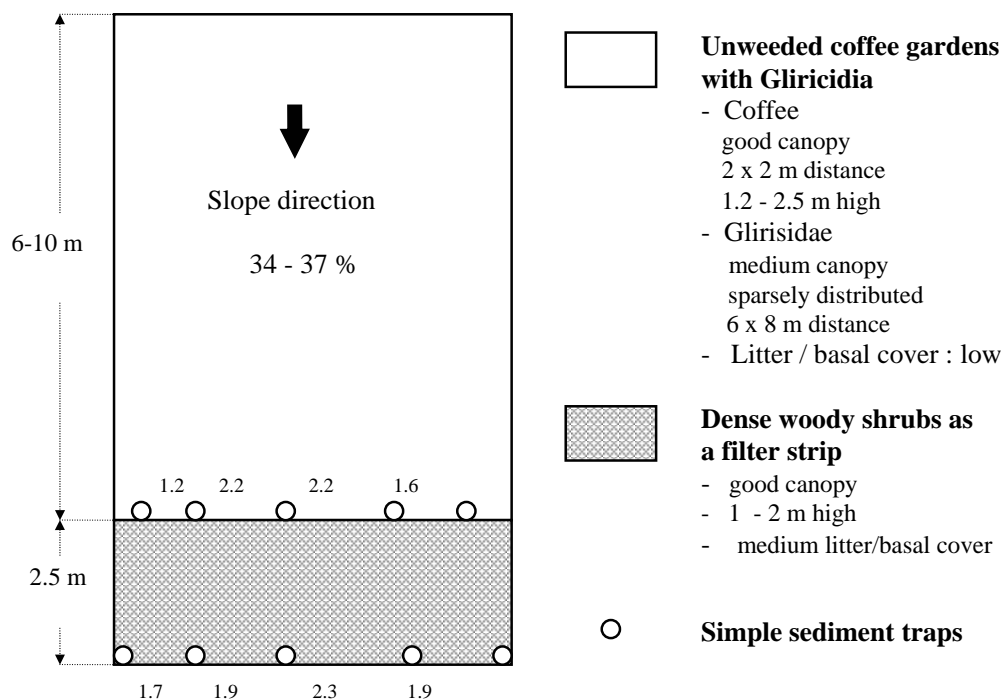 Slope direction
34 - 37 %
6-10 m
1.2 2.2 2.2 1.6
2.5 m
1.7 1.9 2.3 1.9
Unweeded coffee gardens
with Gliricidia
- Coffee
good canopy
2 x 2 m distance
1.2 - 2.5 m high
- Glirisidae
medium canopy
sparsely distributed
6 x 8 m distance
- Litter / basal cover : low
Dense woody shrubs as
a filter strip
- good canopy
- 1 - 2 m high
- medium litter/basal cover
Simple sediment traps